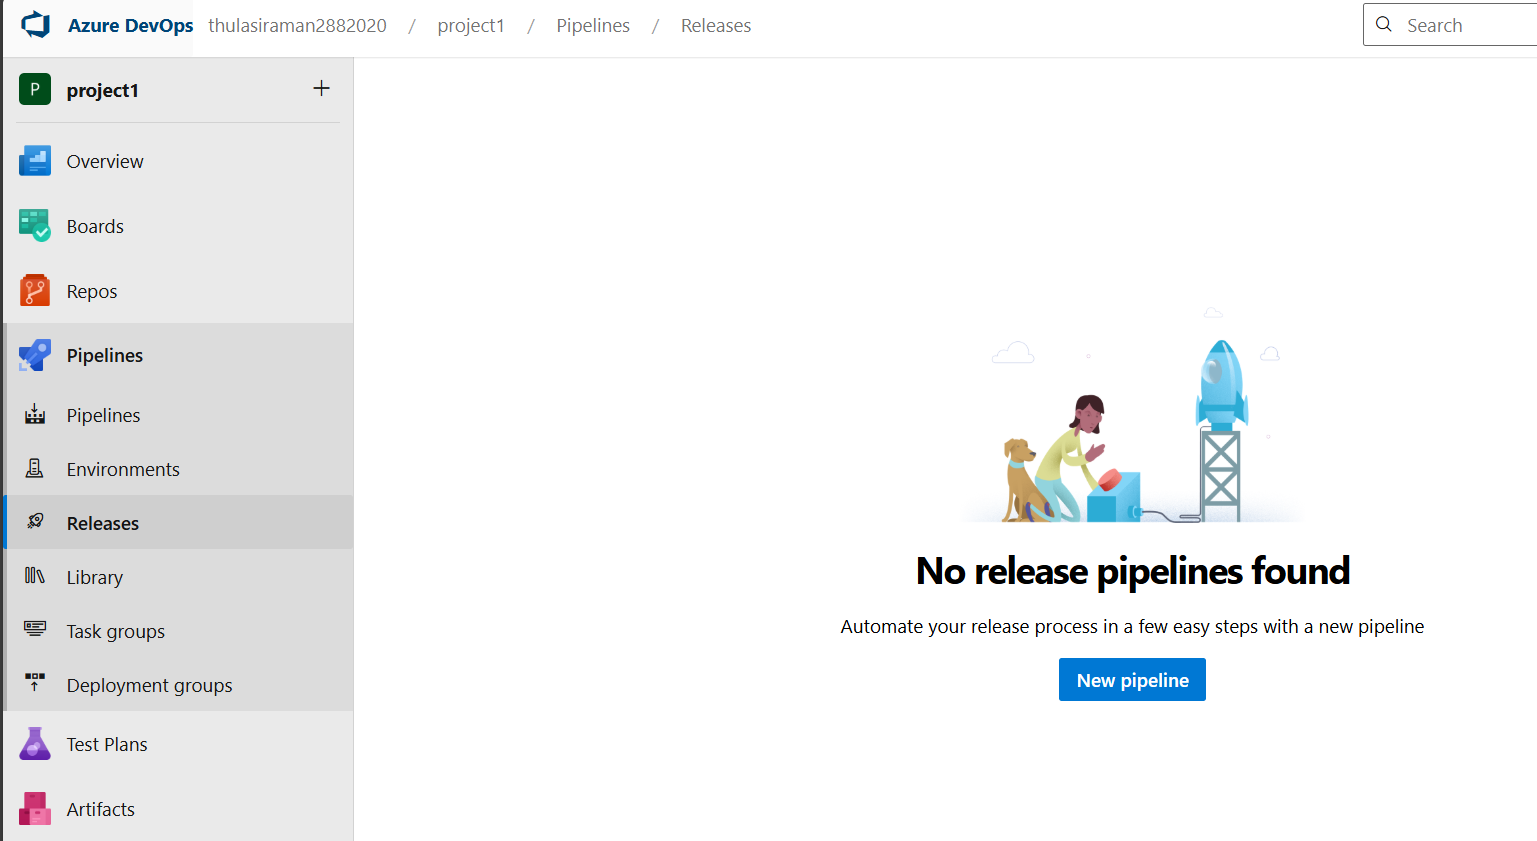 Azure DevOps thulasiraman2882020 / project1 / Pipelines / Releases
Search
P project1 +
Overview
Boards
Repos
Pipelines
Pipelines
Environments
Releases
Library
Task groups
Deployment groups
Test Plans
Artifacts
No release pipelines found
Automate your release process in a few easy steps with a new pipeline
New pipeline